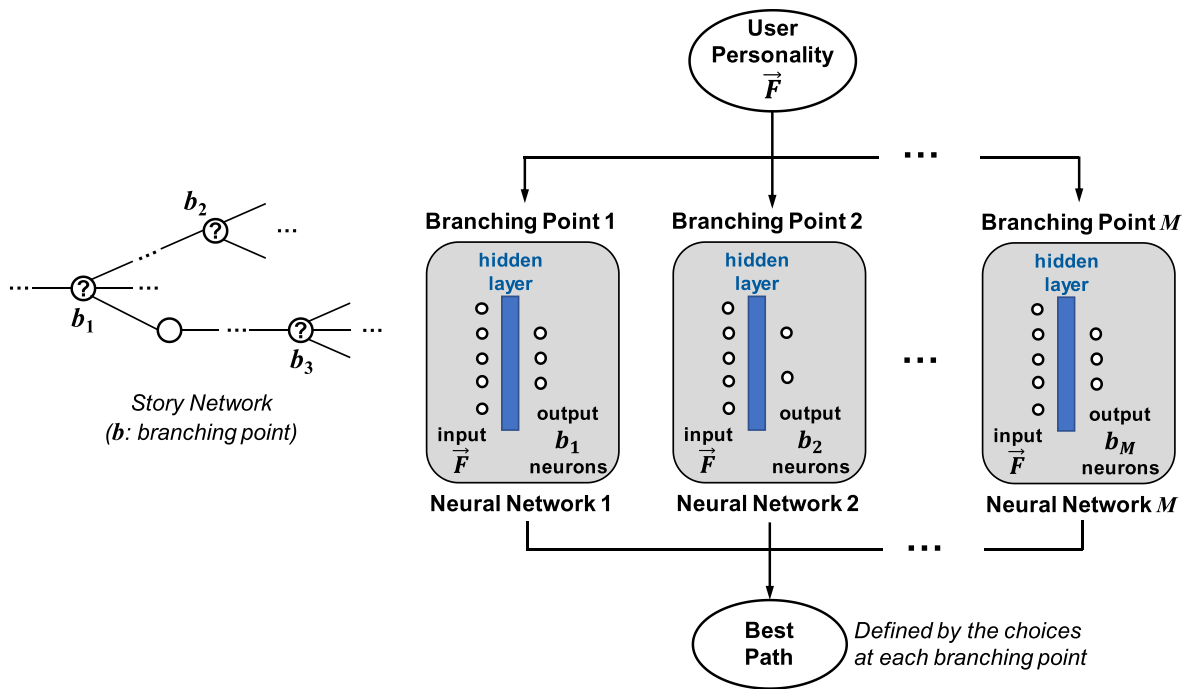 User
Personality
F⃗
...
b₂
?
...
...
...
?
...
b₁
...
?
...
b₃
Story Network
(b: branching point)
Branching Point 1
hidden
layer
input
F⃗
output
b₁
neurons
Neural Network 1
Branching Point 2
hidden
layer
input
F⃗
output
b₂
neurons
Neural Network 2
...
Branching Point M
hidden
layer
input
F⃗
output
b_M
neurons
Neural Network M
...
Best
Path
Defined by the choices
at each branching point